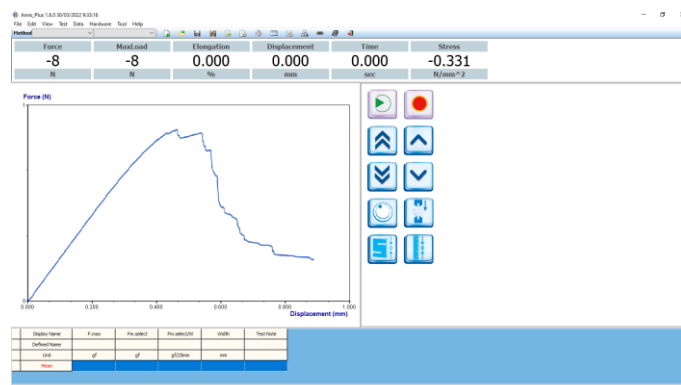 Amis_Plus 1.0.0 30/03/2022 9:33:16
File Edit View Test Data Hardware Tool Help
Method
Force MaxLoad Elongation Displacement Time Stress
-8 -8 0.000 0.000 0.000 -0.331
N N % mm sec N/mm^2
Force (N)
1
0
0.000 0.200 0.400 0.600 0.800 1.000
Displacement (mm)
Display Name F.max Fm.select Fm.select/N Width Test Note
Defined Name
Unit gf gf gf/20mm mm
Mean